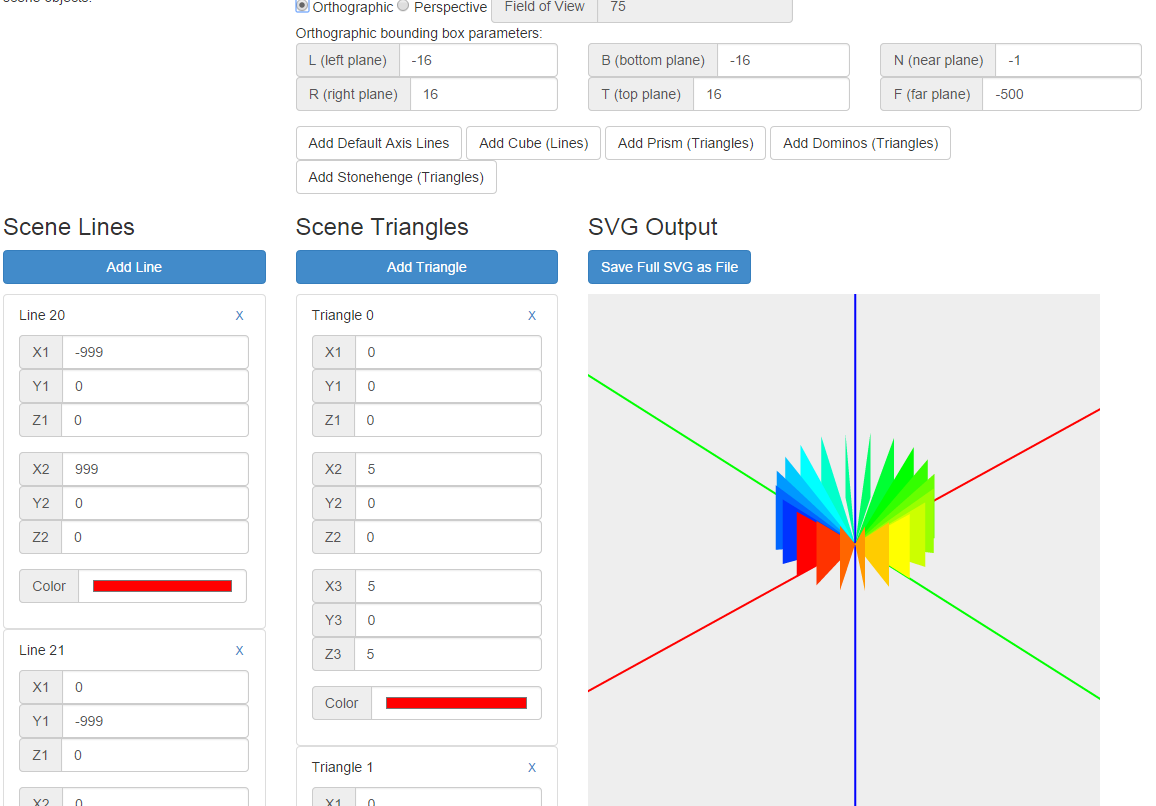 scene objects.
Orthographic Perspective Field of View 75
Orthographic bounding box parameters:
L (left plane) -16 B (bottom plane) -16 N (near plane) -1
R (right plane) 16 T (top plane) 16 F (far plane) -500
Add Default Axis Lines Add Cube (Lines) Add Prism (Triangles) Add Dominos (Triangles)
Add Stonehenge (Triangles)
Scene Lines
Add Line
Line 20 X
X1 -999
Y1 0
Z1 0
X2 999
Y2 0
Z2 0
Color
Line 21 X
X1 0
Y1 -999
Z1 0
X2 0
Scene Triangles
Add Triangle
Triangle 0 X
X1 0
Y1 0
Z1 0
X2 5
Y2 0
Z2 0
X3 5
Y3 0
Z3 5
Color
Triangle 1 X
X1 0
SVG Output
Save Full SVG as File